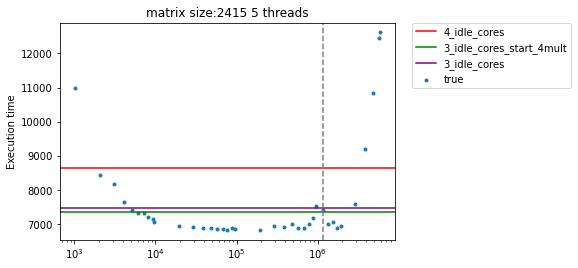 matrix size:2415 5 threads
4_idle_cores
3_idle_cores_start_4mult
3_idle_cores
true
Execution time
12000
11000
10000
9000
8000
7000
10³ 10⁴ 10⁵ 10⁶